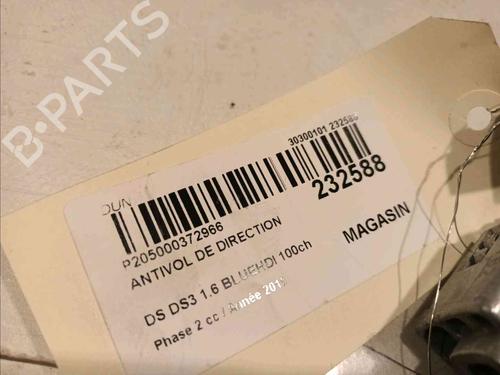 B-PARTS
DUN
30300101 232588
P205000372966
232588
ANTIVOL DE DIRECTION
DS DS3 1.6 BLUEHDI 100ch
MAGASIN
Phase 2 cc / Année